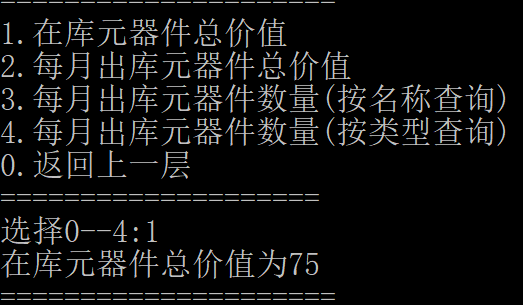 =====================
1.在库元器件总价值
2.每月出库元器件总价值
3.每月出库元器件数量(按名称查询)
4.每月出库元器件数量(按类型查询)
0.返回上一层
====================
选择0--4:1
在库元器件总价值为75
=====================